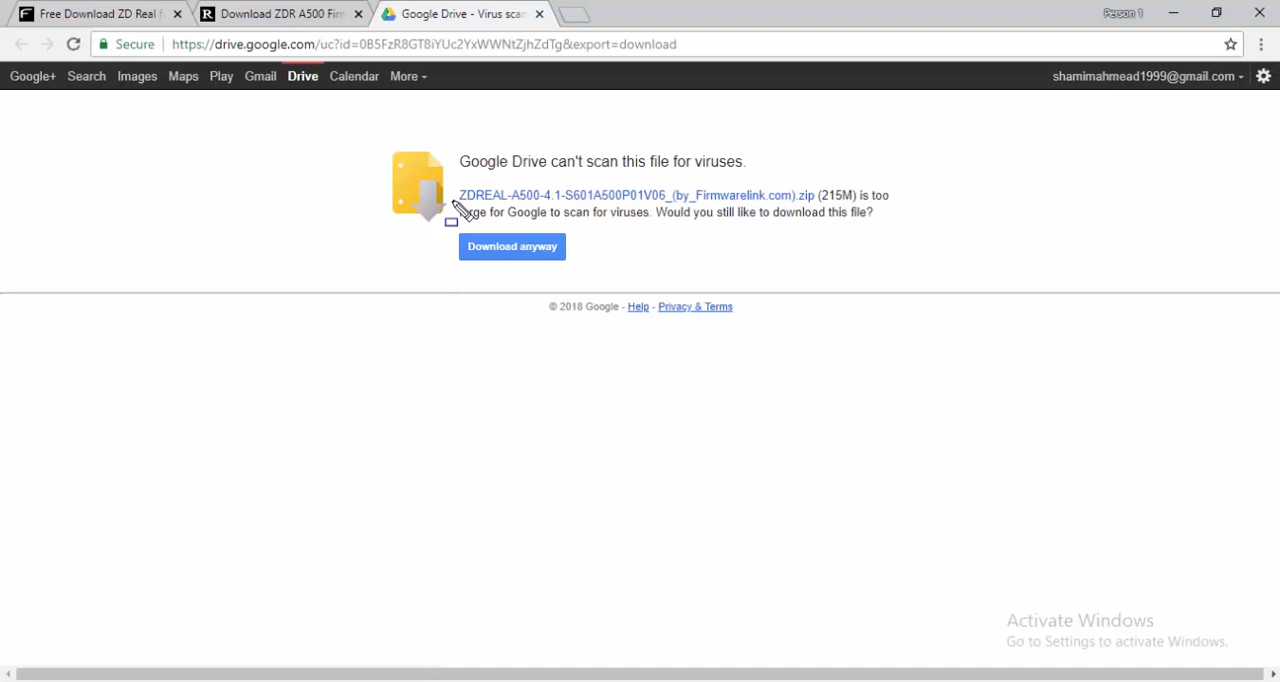 Free Download ZD Real
Download ZDR A500 Firm
Google Drive - Virus scan
Person 1
Secure
https://drive.google.com/uc?id=0B5FzR8GT8iYUc2YxWWNtZjhZdTg&export=download
Google+ Search Images Maps Play Gmail Drive Calendar More
shamimahmead1999@gmail.com
Google Drive can't scan this file for viruses.
ZDREAL-A500-4.1-S601A500P01V06_(by_Firmwarelink.com).zip (215M) is too
for Google to scan for viruses. Would you still like to download this file?
Download anyway
© 2018 Google - Help - Privacy & Terms
Activate Windows
Go to Settings to activate Windows.